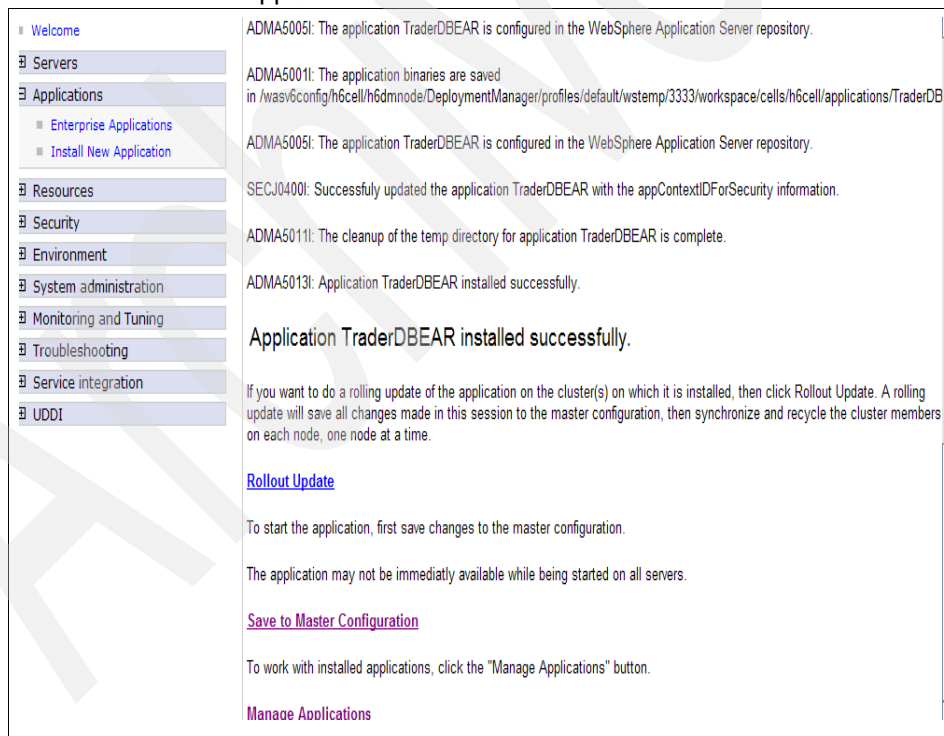 Welcome
Servers
Applications
Enterprise Applications
Install New Application
Resources
Security
Environment
System administration
Monitoring and Tuning
Troubleshooting
Service integration
UDDI
ADMA5005I: The application TraderDBEAR is configured in the WebSphere Application Server repository.
ADMA5001I: The application binaries are saved
in /wasv6config/h6cell/h6dmnode/DeploymentManager/profiles/default/wstemp/3333/workspace/cells/h6cell/applications/TraderDB
ADMA5005I: The application TraderDBEAR is configured in the WebSphere Application Server repository.
SECJ0400I: Successfuly updated the application TraderDBEAR with the appContextIDForSecurity information.
ADMA5011I: The cleanup of the temp directory for application TraderDBEAR is complete.
ADMA5013I: Application TraderDBEAR installed successfully.
Application TraderDBEAR installed successfully.
If you want to do a rolling update of the application on the cluster(s) on which it is installed, then click Rollout Update. A rolling
update will save all changes made in this session to the master configuration, then synchronize and recycle the cluster members
on each node, one node at a time.
Rollout Update
To start the application, first save changes to the master configuration.
The application may not be immediatly available while being started on all servers.
Save to Master Configuration
To work with installed applications, click the "Manage Applications" button.
Manage Applications